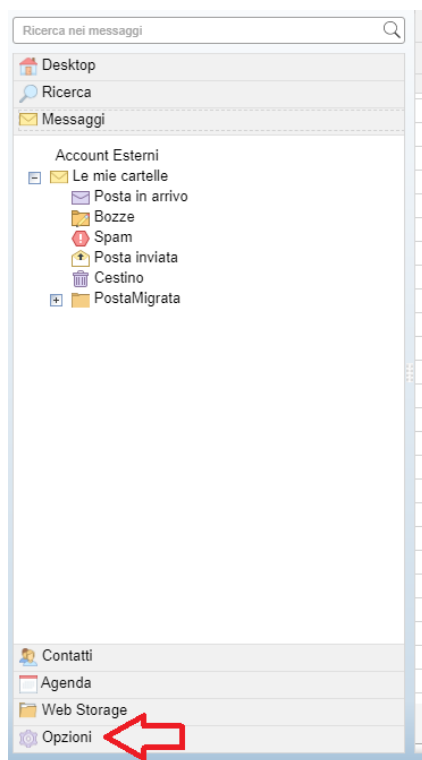 Ricerca nei messaggi
Desktop
Ricerca
Messaggi
Account Esterni
Le mie cartelle
Posta in arrivo
Bozze
Spam
Posta inviata
Cestino
PostaMigrata
Contatti
Agenda
Web Storage
Opzioni